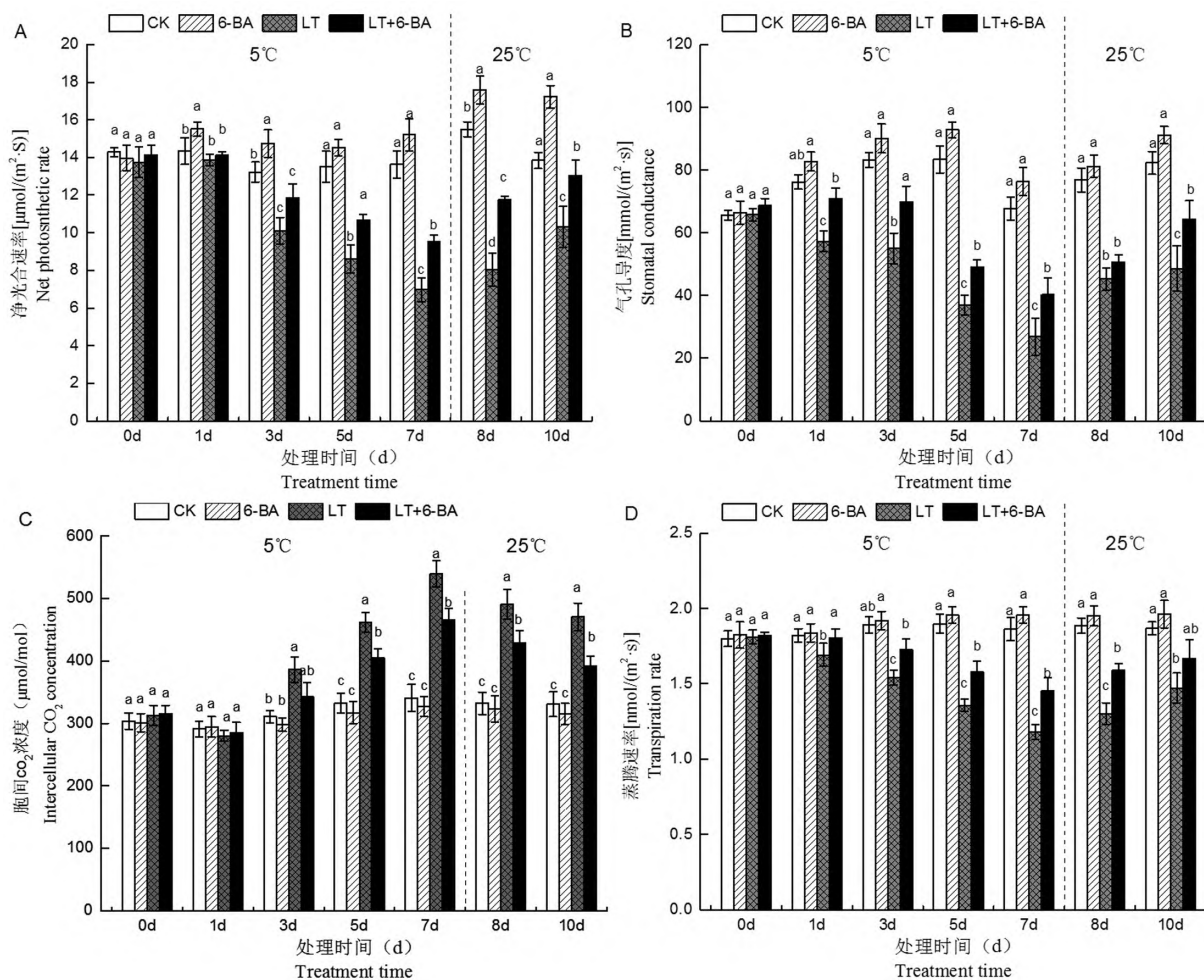 A
CK 6-BA LT LT+6-BA
5℃ 25℃
净光合速率[μmol/(m²·S)]
Net photosynthetic rate
20
18
16
14
12
10
8
6
4
2
0
a a a a b a b b b a c b a a b a a a c b b a d c a a c b
0d 1d 3d 5d 7d 8d 10d
处理时间（d）
Treatment time
B
CK 6-BA LT LT+6-BA
5℃ 25℃
气孔导度[mmol/(m²·s)]
Stomatal conductance
120
100
80
60
40
20
0
a a a a ab a c b a a b a a a c b a a c b a a b b a a c b
0d 1d 3d 5d 7d 8d 10d
处理时间（d）
Treatment time
C
CK 6-BA LT LT+6-BA
5℃ 25℃
胞间co₂浓度（μmol/mol）
Intercellular CO₂ concentration
600
500
400
300
200
100
0
a a a a a a a a b b a ab c c a b c c a b c c a b c c a b
0d 1d 3d 5d 7d 8d 10d
处理时间（d）
Treatment time
D
CK 6-BA LT LT+6-BA
5℃ 25℃
蒸腾速率[nmol/(m²·s)]
Transpiration rate
2.5
2.0
1.5
1.0
0.5
0.0
a a a a a a b a ab a c b a a c b a a c b a a c b a a b ab
0d 1d 3d 5d 7d 8d 10d
处理时间（d）
Treatment time